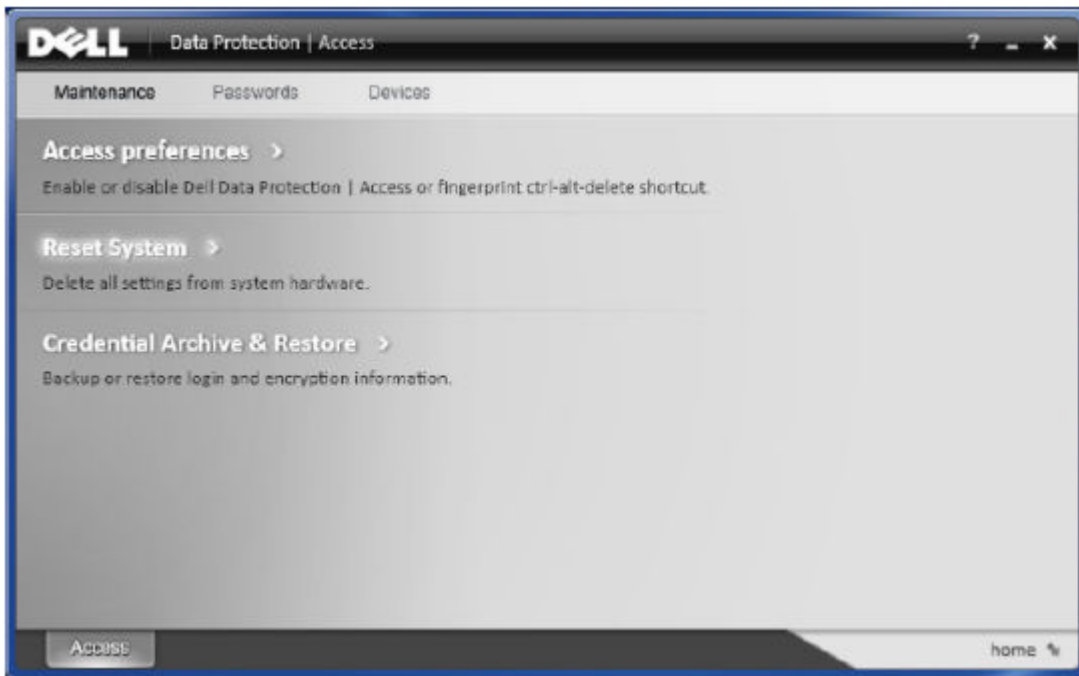 DELL Data Protection | Access ? - x
Maintenance Passwords Devices
Access preferences >
Enable or disable Dell Data Protection | Access or fingerprint ctrl-alt-delete shortcut.
Reset System >
Delete all settings from system hardware.
Credential Archive & Restore >
Backup or restore login and encryption information.
Access home